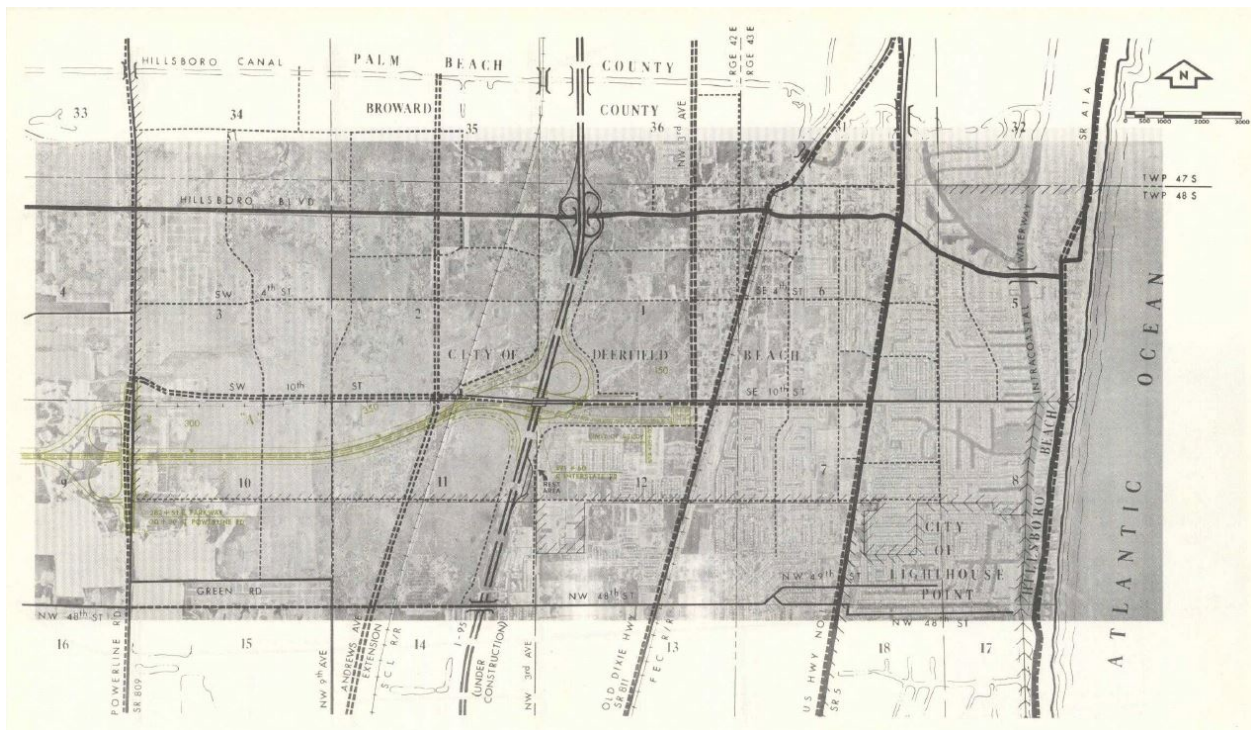 HILLSBORO CANAL
PALM BEACH COUNTY
BROWARD COUNTY
RGE 42 E
RGE 43 E
N
0 500 1000 2000 3000
33
34
35
36
32
NW 3rd AVE
SR A1A
TWP 47 S
TWP 48 S
HILLSBORO BLVD
WATERWAY
4
SW 4th ST
3
2
1
SE 4th ST
6
5
CITY OF DEERFIELD BEACH
150
INTRACOASTAL
ATLANTIC OCEAN
SW 10th ST
SE 10th ST
300
"A"
350
9
10
11
12
7
8
REST AREA
HILLSBORO BEACH
CITY
OF
LIGHTHOUSE
POINT
NW 49th ST
GREEN RD
NW 48th ST
NW 48th ST
NW 48th ST
16
15
14
13
18
17
POWERLINE RD
SR 809
NW 9th AVE
ANDREWS AVE
EXTENSION
S C L R/R
I-95
(UNDER
CONSTRUCTION)
NW 3rd AVE
OLD DIXIE HWY
SR 811
F E C R/R
US HWY NO 1
SR 5